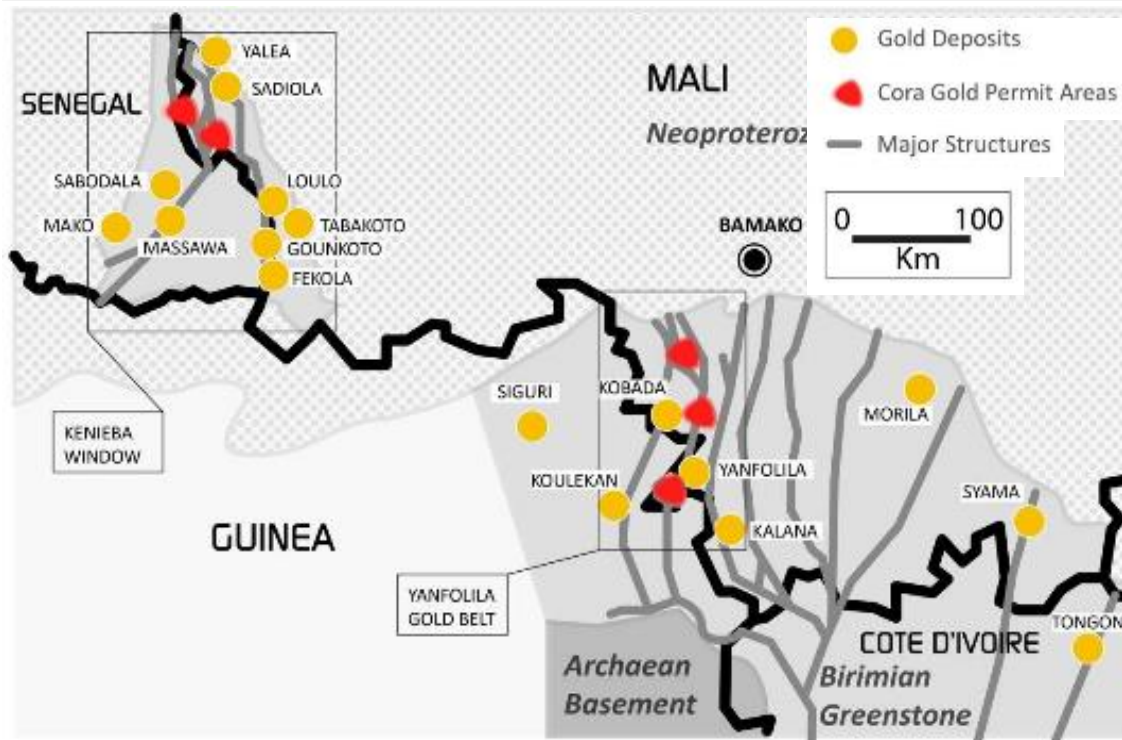 YALEA
SADIOLA
SENEGAL
MALI
Neoproteroz
Gold Deposits
Cora Gold Permit Areas
Major Structures
0 100
Km
SABODALA
LOULO
MAKO
TABAKOTO
MASSAWA
GOUNKOTO
FEKOLA
BAMAKO
KENIEBA
WINDOW
SIGURI
KOBADA
MORILA
KOULEKAN
YANFOLILA
SYAMA
KALANA
GUINEA
YANFOLILA
GOLD BELT
TONGON
COTE D'IVOIRE
Archaean
Basement
Birimian
Greenstone